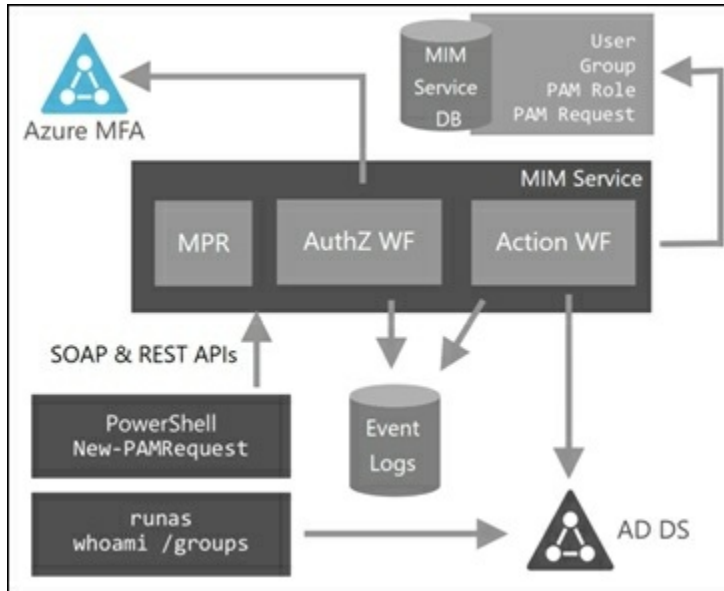 Azure MFA
MIM
Service
DB
User
Group
PAM Role
PAM Request
MIM Service
MPR
AuthZ WF
Action WF
SOAP & REST APIs
PowerShell
New-PAMRequest
Event
Logs
runas
whoami /groups
AD DS